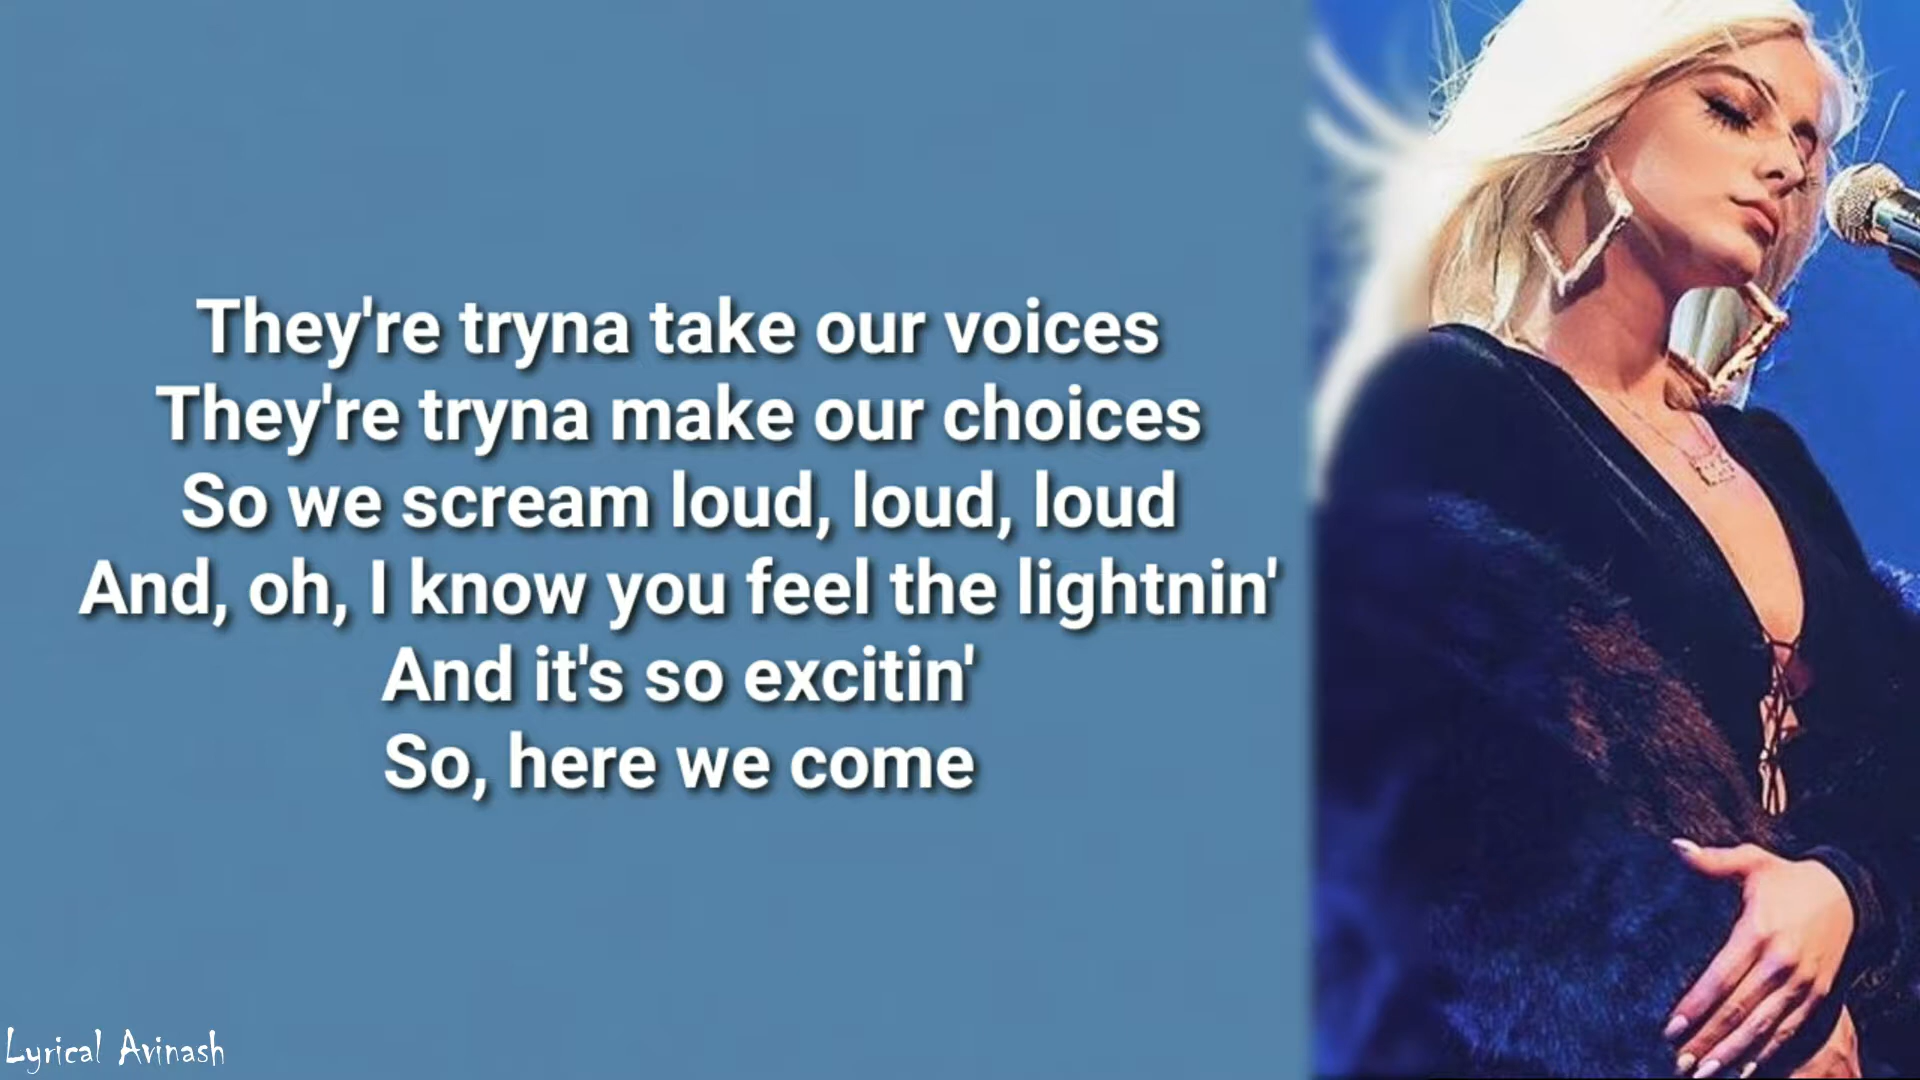 They're tryna take our voices
They're tryna make our choices
So we scream loud, loud, loud
And, oh, I know you feel the lightnin'
And it's so excitin'
So, here we come
Lyrical Avinash